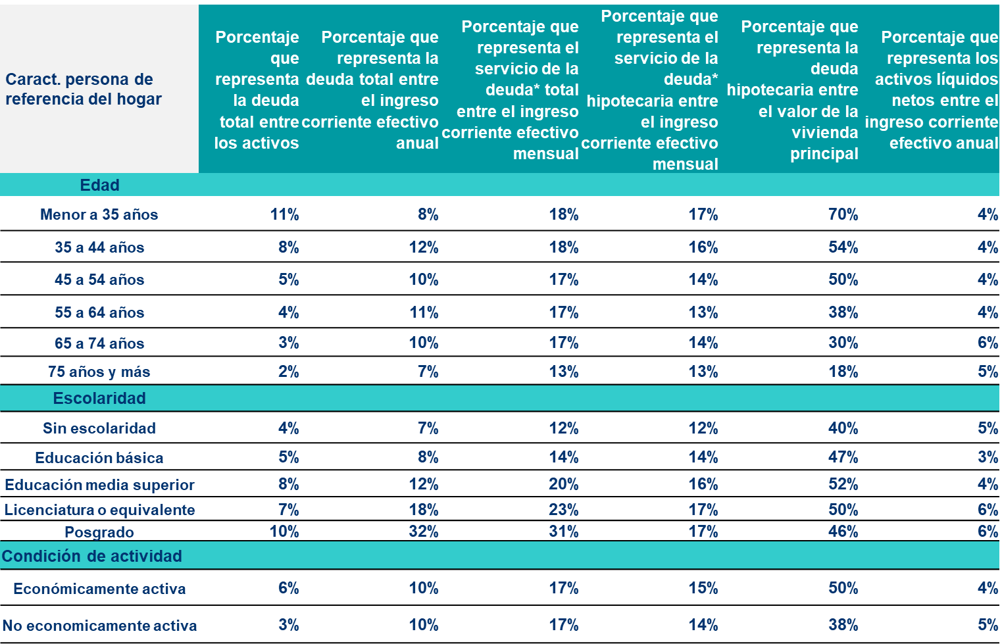 Caract. persona de
referencia del hogar
Porcentaje
que
representa
la deuda
total entre
los activos
Porcentaje que
representa la
deuda total entre
el ingreso
corriente efectivo
anual
Porcentaje que
representa el
servicio de la
deuda* total
entre el ingreso
corriente efectivo
mensual
Porcentaje que
representa el
servicio de la
deuda*
hipotecaria entre
el ingreso
corriente efectivo
mensual
Porcentaje que
representa la
deuda
hipotecaria entre
el valor de la
vivienda
principal
Porcentaje que
representa los
activos líquidos
netos entre el
ingreso corriente
efectivo anual
Edad
Menor a 35 años 11% 8% 18% 17% 70% 4%
35 a 44 años 8% 12% 18% 16% 54% 4%
45 a 54 años 5% 10% 17% 14% 50% 4%
55 a 64 años 4% 11% 17% 13% 38% 4%
65 a 74 años 3% 10% 17% 14% 30% 6%
75 años y más 2% 7% 13% 13% 18% 5%
Escolaridad
Sin escolaridad 4% 7% 12% 12% 40% 5%
Educación básica 5% 8% 14% 14% 47% 3%
Educación media superior 8% 12% 20% 16% 52% 4%
Licenciatura o equivalente 7% 18% 23% 17% 50% 6%
Posgrado 10% 32% 31% 17% 46% 6%
Condición de actividad
Económicamente activa 6% 10% 17% 15% 50% 4%
No economicamente activa 3% 10% 17% 14% 38% 5%